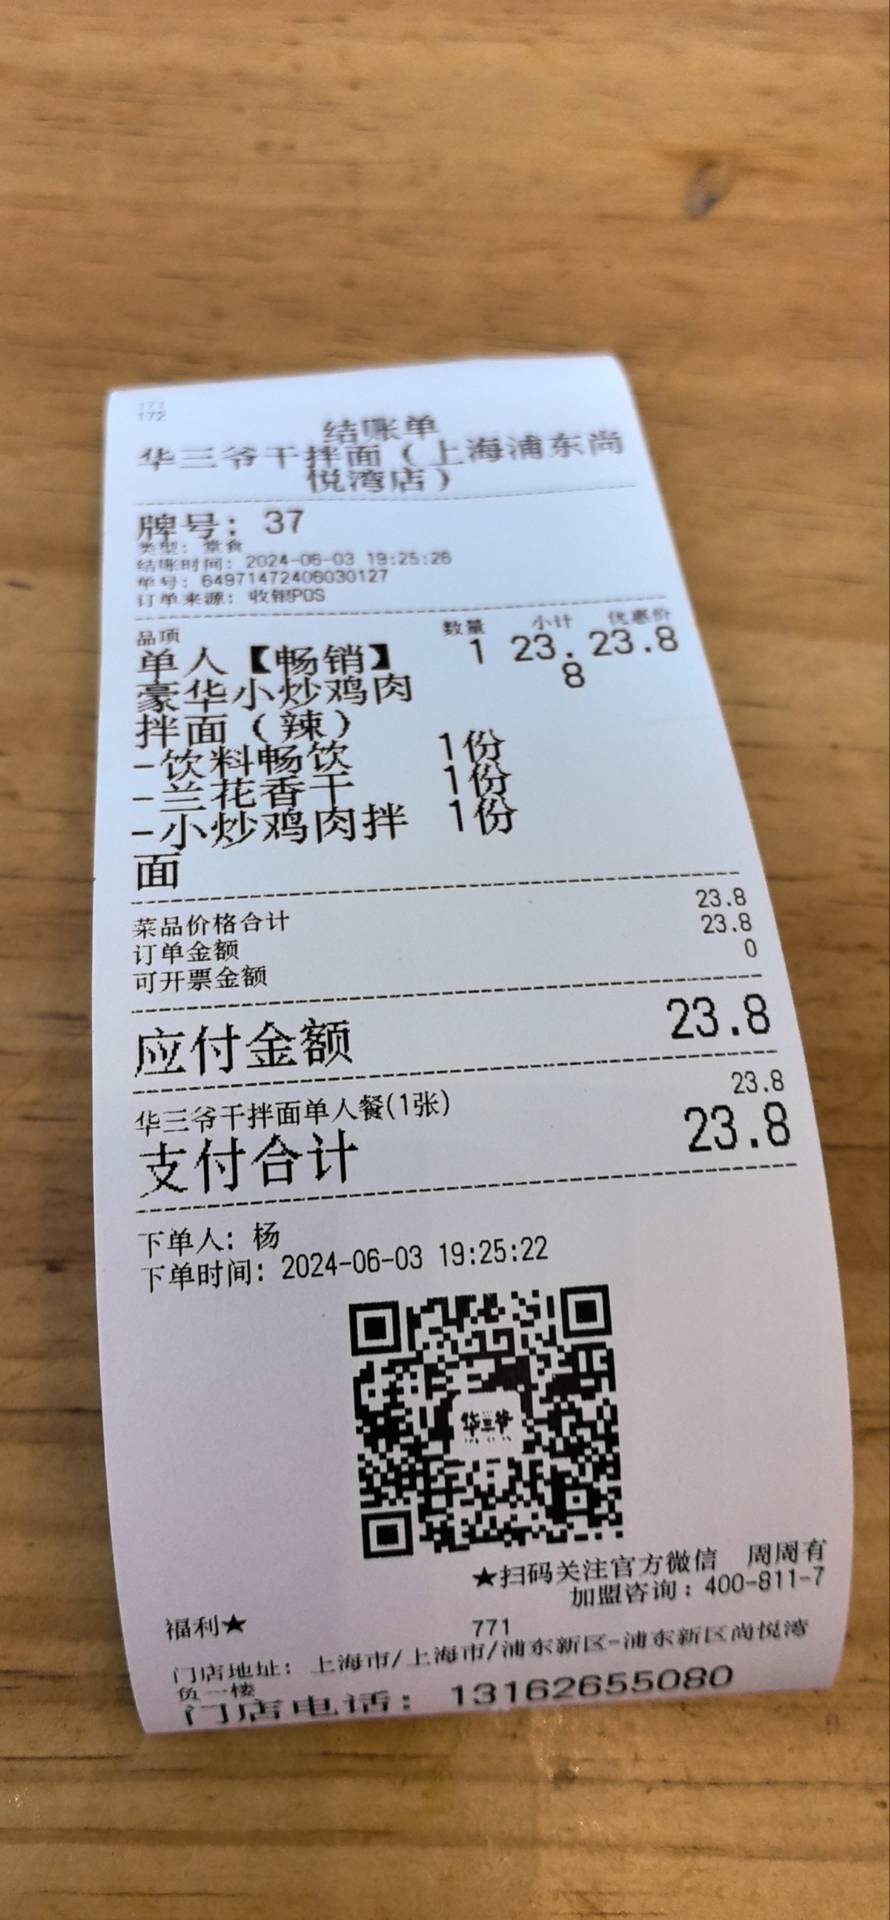 172
结账单
华三爷干拌面（上海浦东尚
悦湾店）
牌号: 37
类型: 堂食
结账时间: 2024-06-03 19:25:26
单号: 64971472406030127
订单来源: 收银POS
品项 数量 小计 优惠价
单人【畅销】 1 23. 23.8
豪华小炒鸡肉 8
拌面（辣）
-饮料畅饮 1份
-兰花香干 1份
-小炒鸡肉拌 1份
面
菜品价格合计 23.8
订单金额 23.8
可开票金额 0
应付金额 23.8
华三爷干拌面单人餐(1张) 23.8
支付合计 23.8
下单人: 杨
下单时间: 2024-06-03 19:25:22
华三爷
★扫码关注官方微信 周周有
加盟咨询: 400-811-7
福利★ 771
门店地址: 上海市/上海市/浦东新区-浦东新区尚悦湾
负一楼
门店电话: 13162655080